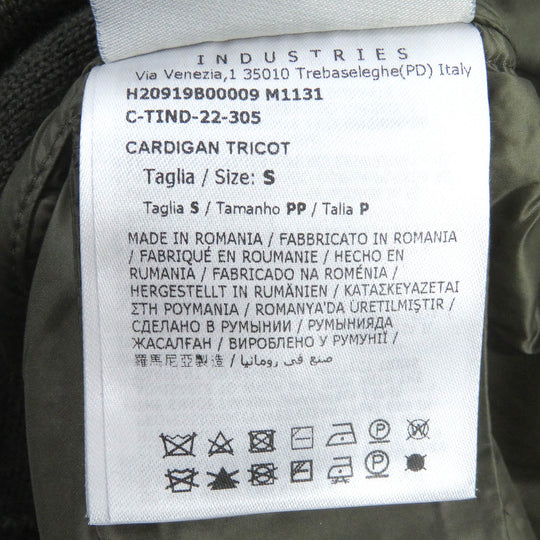 INDUSTRIES
Via Venezia,1 35010 Trebaseleghe(PD) Italy
H20919B00009 M1131
C-TIND-22-305
CARDIGAN TRICOT
Taglia / Size: S
Taglia S / Tamanho PP / Talla P
MADE IN ROMANIA / FABBRICATO IN ROMANIA
/ FABRIQUÉ EN ROUMANIE / HECHO EN
RUMANIA / FABRICADO NA ROMÉNIA /
HERGESTELLT IN RUMÄNIEN / ΚΑΤΑΣΚΕΥΑΖΕΤΑΙ
ΣΤΗ ΡΟΥΜΑΝΙΑ / ROMANYA'DA ÜRETILMIŞTIR /
СДЕЛАНО В РУМЫНИИ / РУМЫНИЯДА
ЖАСАЛҒАН / ВИРОБЛЕНО У РУМУНІЇ /
羅馬尼亞製造 / صنع في رومانيا /